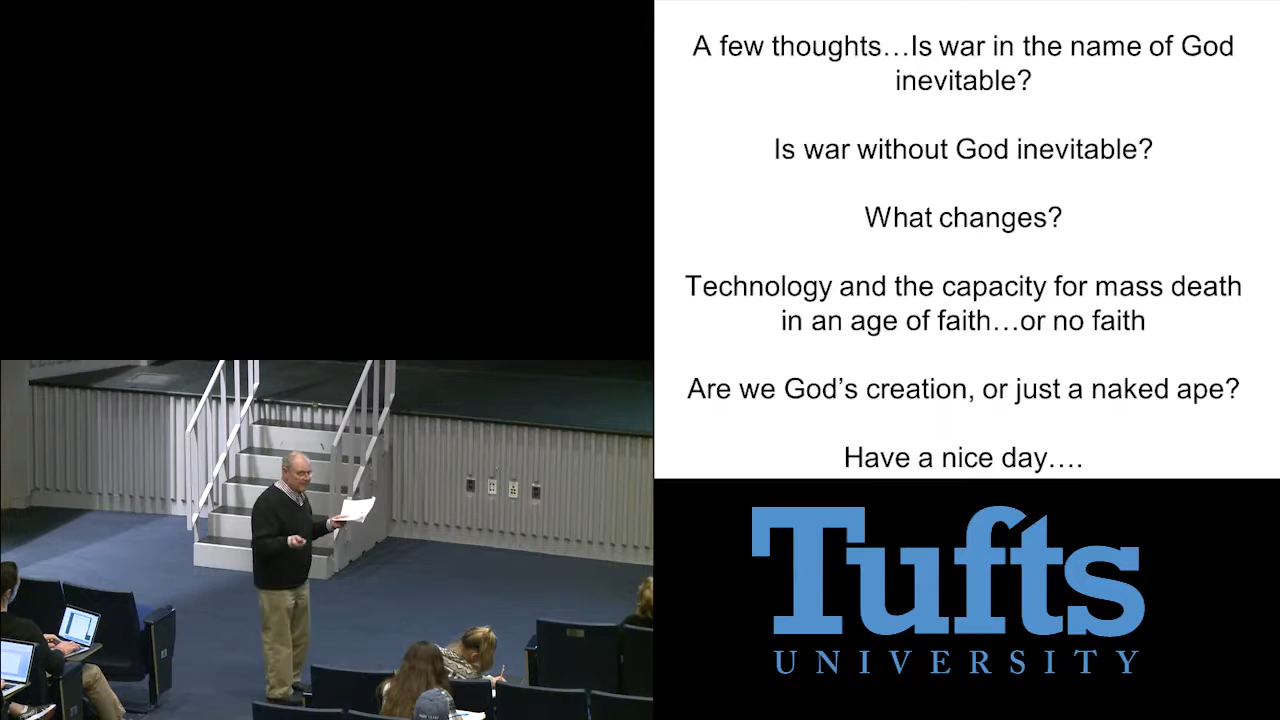 A few thoughts…Is war in the name of God
inevitable?
Is war without God inevitable?
What changes?
Technology and the capacity for mass death
in an age of faith…or no faith
Are we God’s creation, or just a naked ape?
Have a nice day….
Tufts
UNIVERSITY